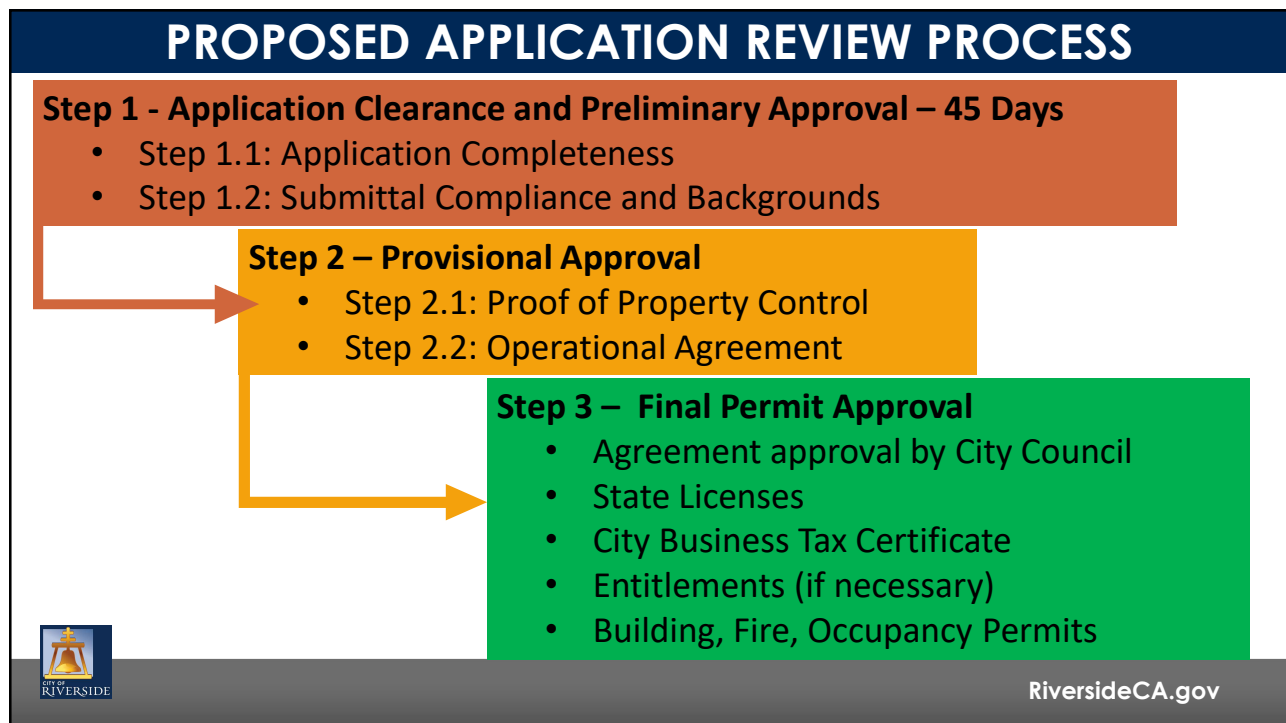 PROPOSED APPLICATION REVIEW PROCESS
Step 1 - Application Clearance and Preliminary Approval – 45 Days
• Step 1.1: Application Completeness
• Step 1.2: Submittal Compliance and Backgrounds
Step 2 – Provisional Approval
• Step 2.1: Proof of Property Control
• Step 2.2: Operational Agreement
Step 3 – Final Permit Approval
• Agreement approval by City Council
• State Licenses
• City Business Tax Certificate
• Entitlements (if necessary)
• Building, Fire, Occupancy Permits
CITY OF
RIVERSIDE
RiversideCA.gov